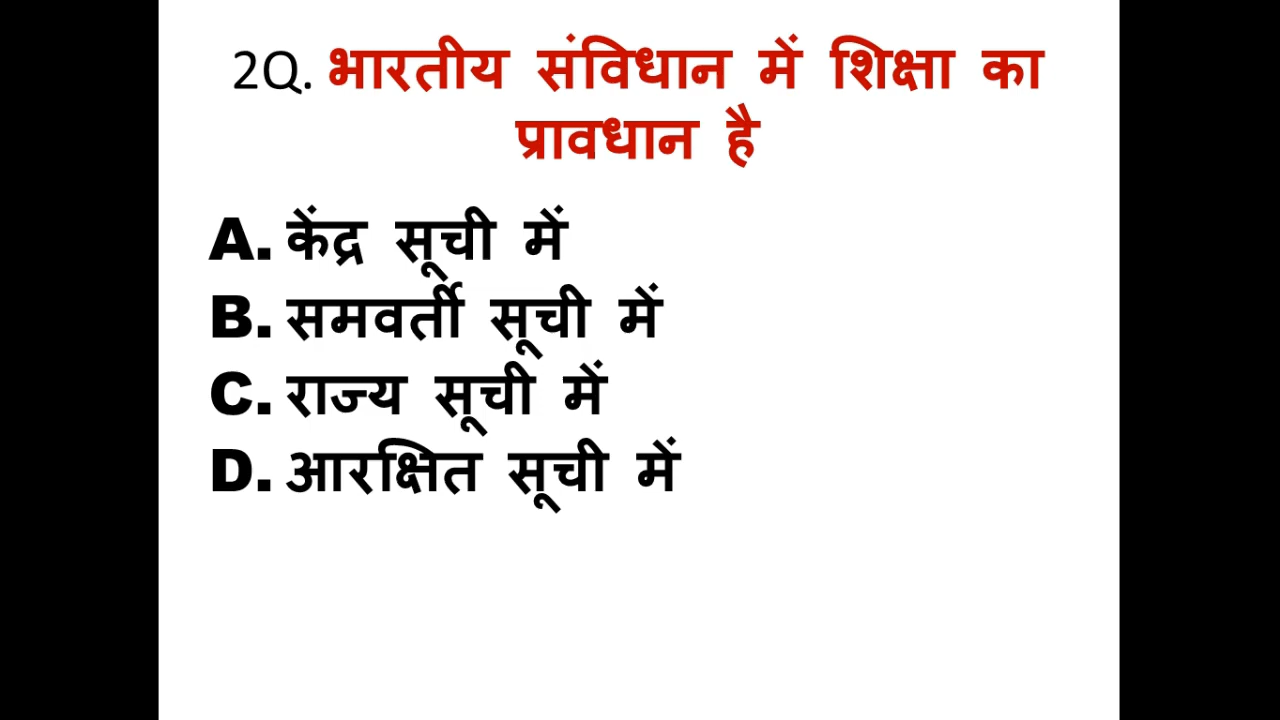 2Q. भारतीय संविधान में शिक्षा का
प्रावधान है
A. केंद्र सूची में
B. समवर्ती सूची में
C. राज्य सूची में
D. आरक्षित सूची में